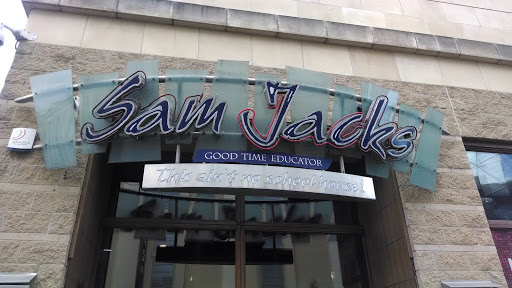 Sam Jacks
GOOD TIME EDUCATOR
This ain't no school house!